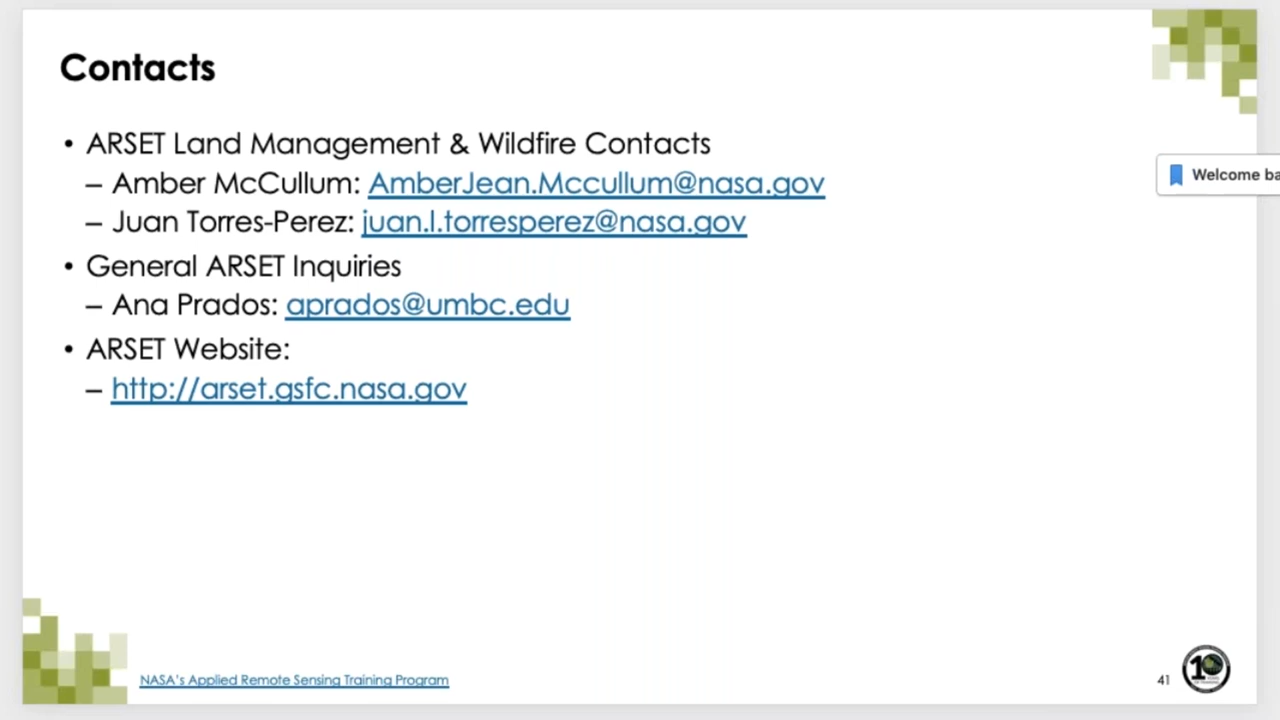 Contacts
• ARSET Land Management & Wildfire Contacts
– Amber McCullum: AmberJean.Mccullum@nasa.gov
– Juan Torres-Perez: juan.l.torresperez@nasa.gov
• General ARSET Inquiries
– Ana Prados: aprados@umbc.edu
• ARSET Website:
– http://arset.gsfc.nasa.gov
Welcome ba
NASA's Applied Remote Sensing Training Program
41
10